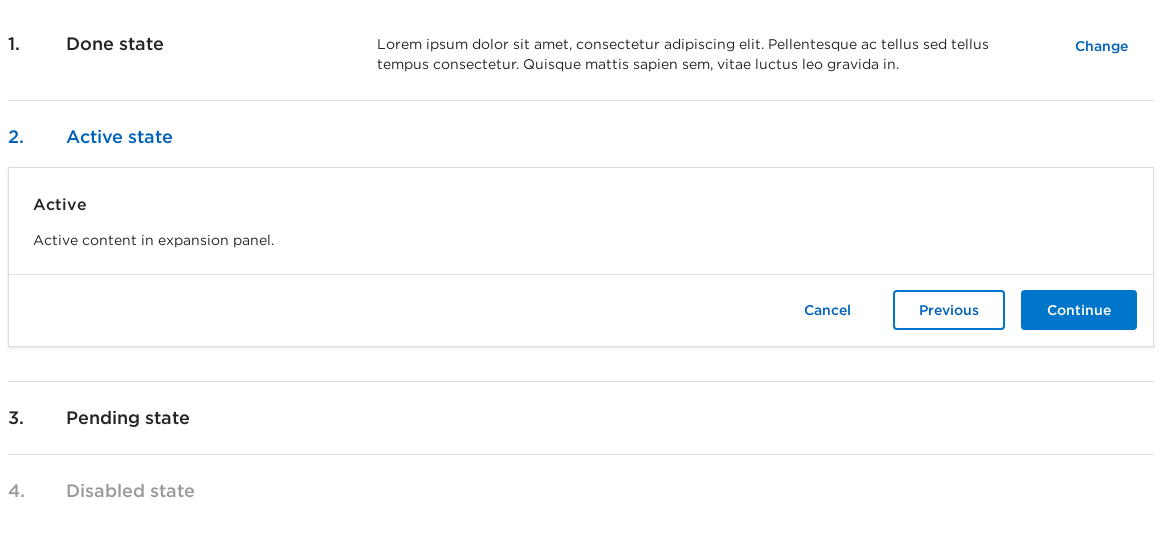 1. Done state
Lorem ipsum dolor sit amet, consectetur adipiscing elit. Pellentesque ac tellus sed tellus
tempus consectetur. Quisque mattis sapien sem, vitae luctus leo gravida in.
Change
2. Active state
Active
Active content in expansion panel.
Cancel Previous Continue
3. Pending state
4. Disabled state